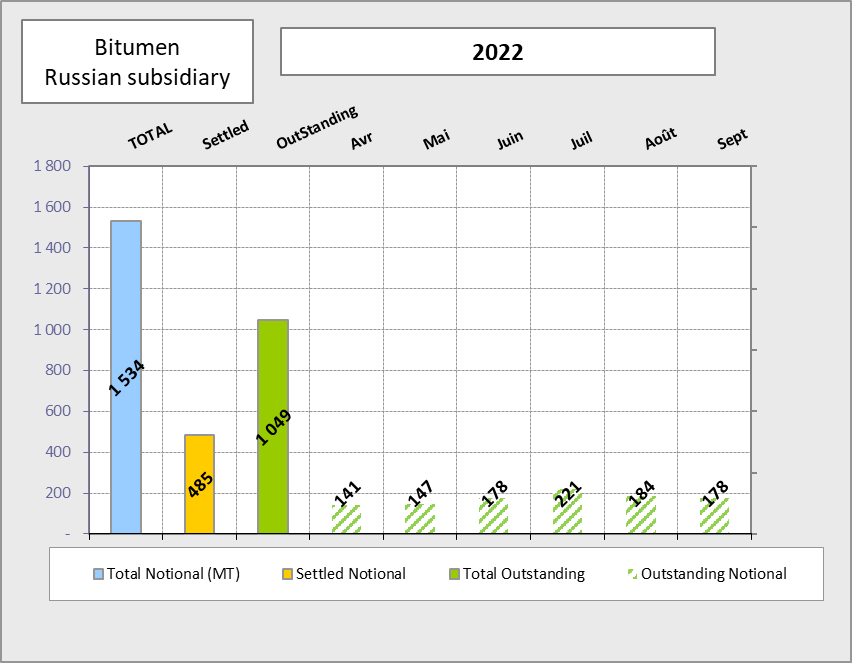 Bitumen
Russian subsidiary
2022
TOTAL
Settled
OutStanding
Avr
Mai
Juin
Juil
Août
Sept
1 800
1 600
1 400
1 200
1 000
800
600
400
200
-
1 534
485
1 049
141
147
178
221
184
178
Total Notional (MT)
Settled Notional
Total Outstanding
Outstanding Notional